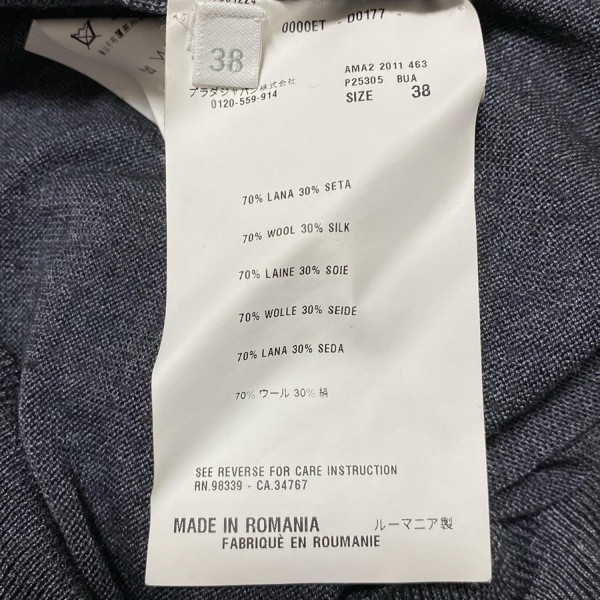 0000ET - D0177 -
38
AMA2 2011 463
P25305 BUA
SIZE 38
プラダジャパン株式会社
0120-559-914
70% LANA 30% SETA
70% WOOL 30% SILK
70% LAINE 30% SOIE
70% WOLLE 30% SEIDE
70% LANA 30% SEDA
70% ウール 30% 絹
SEE REVERSE FOR CARE INSTRUCTION
RN.98339 - CA.34767
MADE IN ROMANIA ルーマニア製
FABRIQUÈ EN ROUMANIE